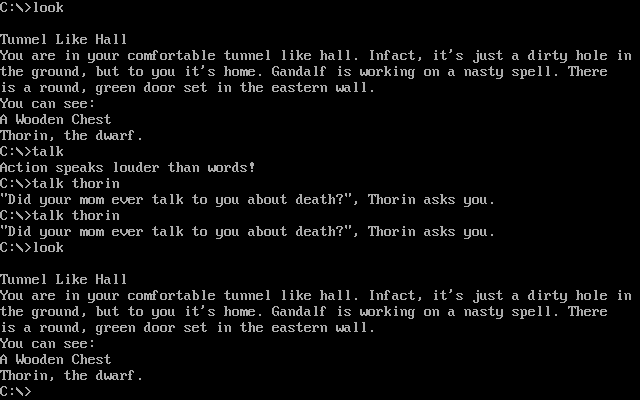 C:\>look
Tunnel Like Hall
You are in your comfortable tunnel like hall. Infact, it's just a dirty hole in
the ground, but to you it's home. Gandalf is working on a nasty spell. There
is a round, green door set in the eastern wall.
You can see:
A Wooden Chest
Thorin, the dwarf.
C:\>talk
Action speaks louder than words!
C:\>talk thorin
"Did your mom ever talk to you about death?", Thorin asks you.
C:\>talk thorin
"Did your mom ever talk to you about death?", Thorin asks you.
C:\>look
Tunnel Like Hall
You are in your comfortable tunnel like hall. Infact, it's just a dirty hole in
the ground, but to you it's home. Gandalf is working on a nasty spell. There
is a round, green door set in the eastern wall.
You can see:
A Wooden Chest
Thorin, the dwarf.
C:\>